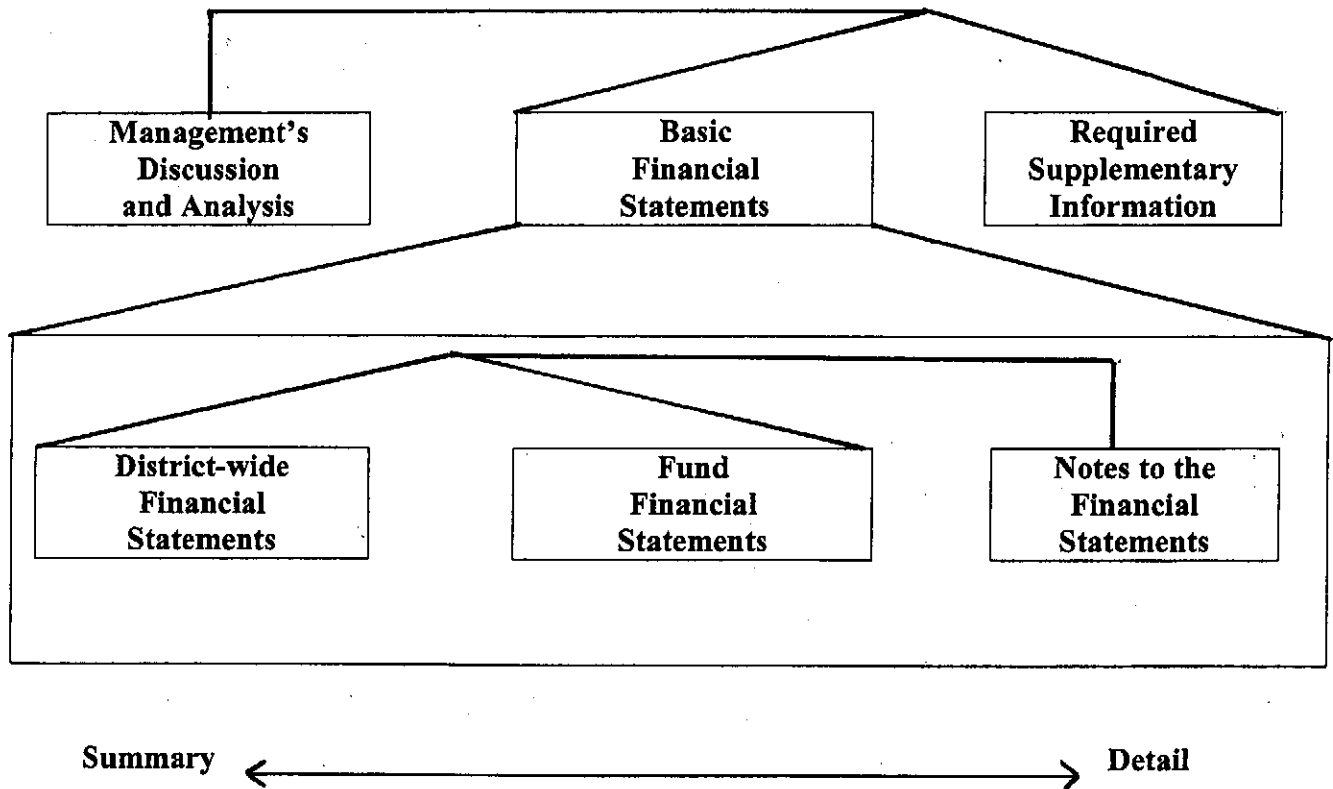 Management's
Discussion
and Analysis
Basic
Financial
Statements
Required
Supplementary
Information
District-wide
Financial
Statements
Fund
Financial
Statements
Notes to the
Financial
Statements
Summary
Detail